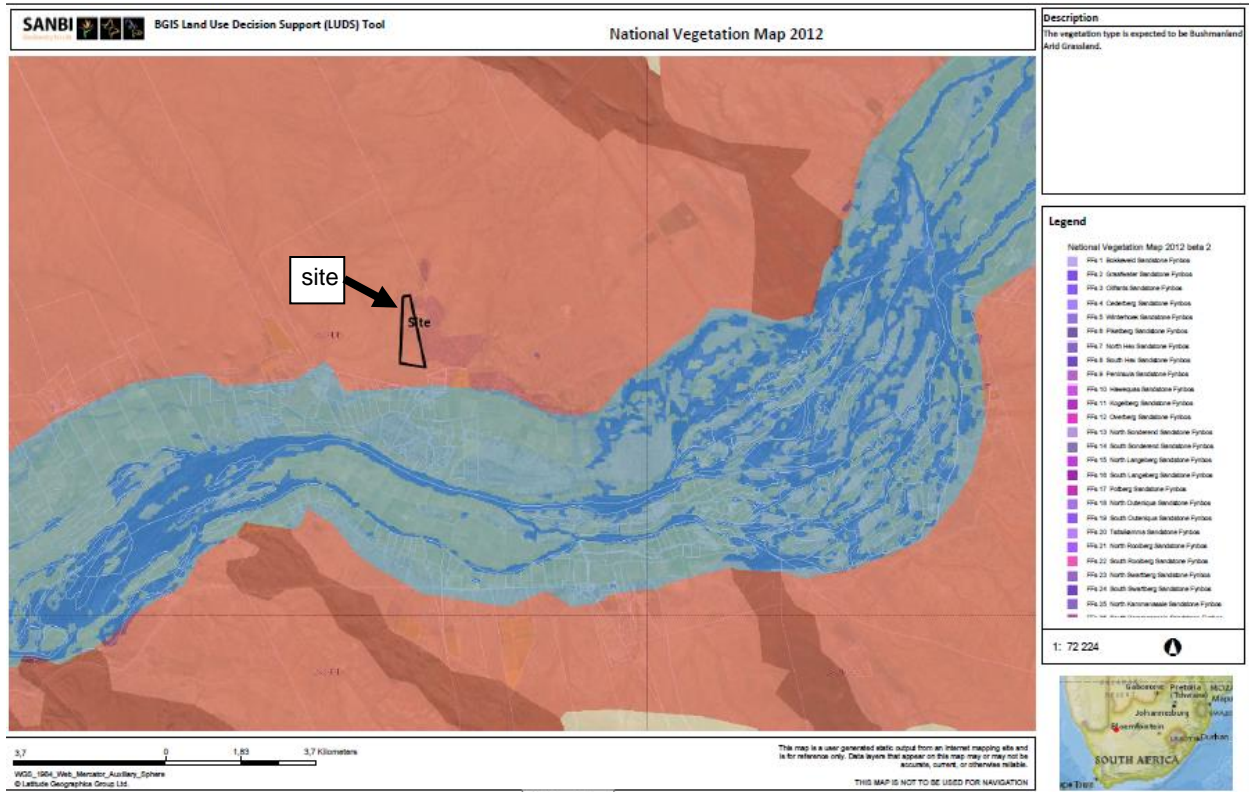 SANBI
BGIS Land Use Decision Support (LUDS) Tool
National Vegetation Map 2012
Description
The vegetation type is expected to be Bushmanland
Arid Grassland.
site
Site
Legend
National Vegetation Map 2012 beta 2
FFs 1 Bokkeveld Sandstone Fynbos
FFs 2 Graafwater Sandstone Fynbos
FFs 3 Olifants Sandstone Fynbos
FFs 4 Cederberg Sandstone Fynbos
FFs 5 Winterhoek Sandstone Fynbos
FFs 6 Piketberg Sandstone Fynbos
FFs 7 North Hex Sandstone Fynbos
FFs 8 South Hex Sandstone Fynbos
FFs 9 Peninsula Sandstone Fynbos
FFs 10 Hawequas Sandstone Fynbos
FFs 11 Kogelberg Sandstone Fynbos
FFs 12 Overberg Sandstone Fynbos
FFs 13 North Sonderend Sandstone Fynbos
FFs 14 South Sonderend Sandstone Fynbos
FFs 15 North Langeberg Sandstone Fynbos
FFs 16 South Langeberg Sandstone Fynbos
FFs 17 Potberg Sandstone Fynbos
FFs 18 North Outeniqua Sandstone Fynbos
FFs 19 South Outeniqua Sandstone Fynbos
FFs 20 Tsitsikamma Sandstone Fynbos
FFs 21 North Rooiberg Sandstone Fynbos
FFs 22 South Rooiberg Sandstone Fynbos
FFs 23 North Swartberg Sandstone Fynbos
FFs 24 South Swartberg Sandstone Fynbos
FFs 25 North Kammanassie Sandstone Fynbos
1: 72 224
Gaborone Pretoria
Johannesburg
Bloemfontein
Durban
SOUTH AFRICA
3,7 0 1,83 3,7 Kilometers
WGS_1984_Web_Mercator_Auxiliary_Sphere
© Latitude Geographics Group Ltd.
This map is a user generated static output from an Internet mapping site and
is for reference only. Data layers that appear on this map may or may not be
accurate, current, or otherwise reliable.
THIS MAP IS NOT TO BE USED FOR NAVIGATION